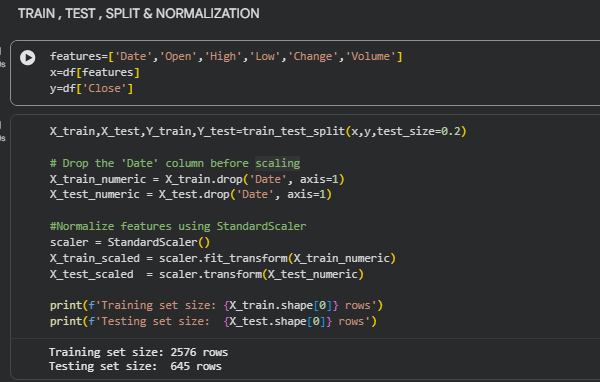 TRAIN , TEST , SPLIT & NORMALIZATION
features=['Date','Open','High','Low','Change','Volume']
x=df[features]
y=df['Close']
X_train,X_test,Y_train,Y_test=train_test_split(x,y,test_size=0.2)
# Drop the 'Date' column before scaling
X_train_numeric = X_train.drop('Date', axis=1)
X_test_numeric = X_test.drop('Date', axis=1)
#Normalize features using StandardScaler
scaler = StandardScaler()
X_train_scaled = scaler.fit_transform(X_train_numeric)
X_test_scaled  = scaler.transform(X_test_numeric)
print(f'Training set size: {X_train.shape[0]} rows')
print(f'Testing set size:  {X_test.shape[0]} rows')
Training set size: 2576 rows
Testing set size:  645 rows